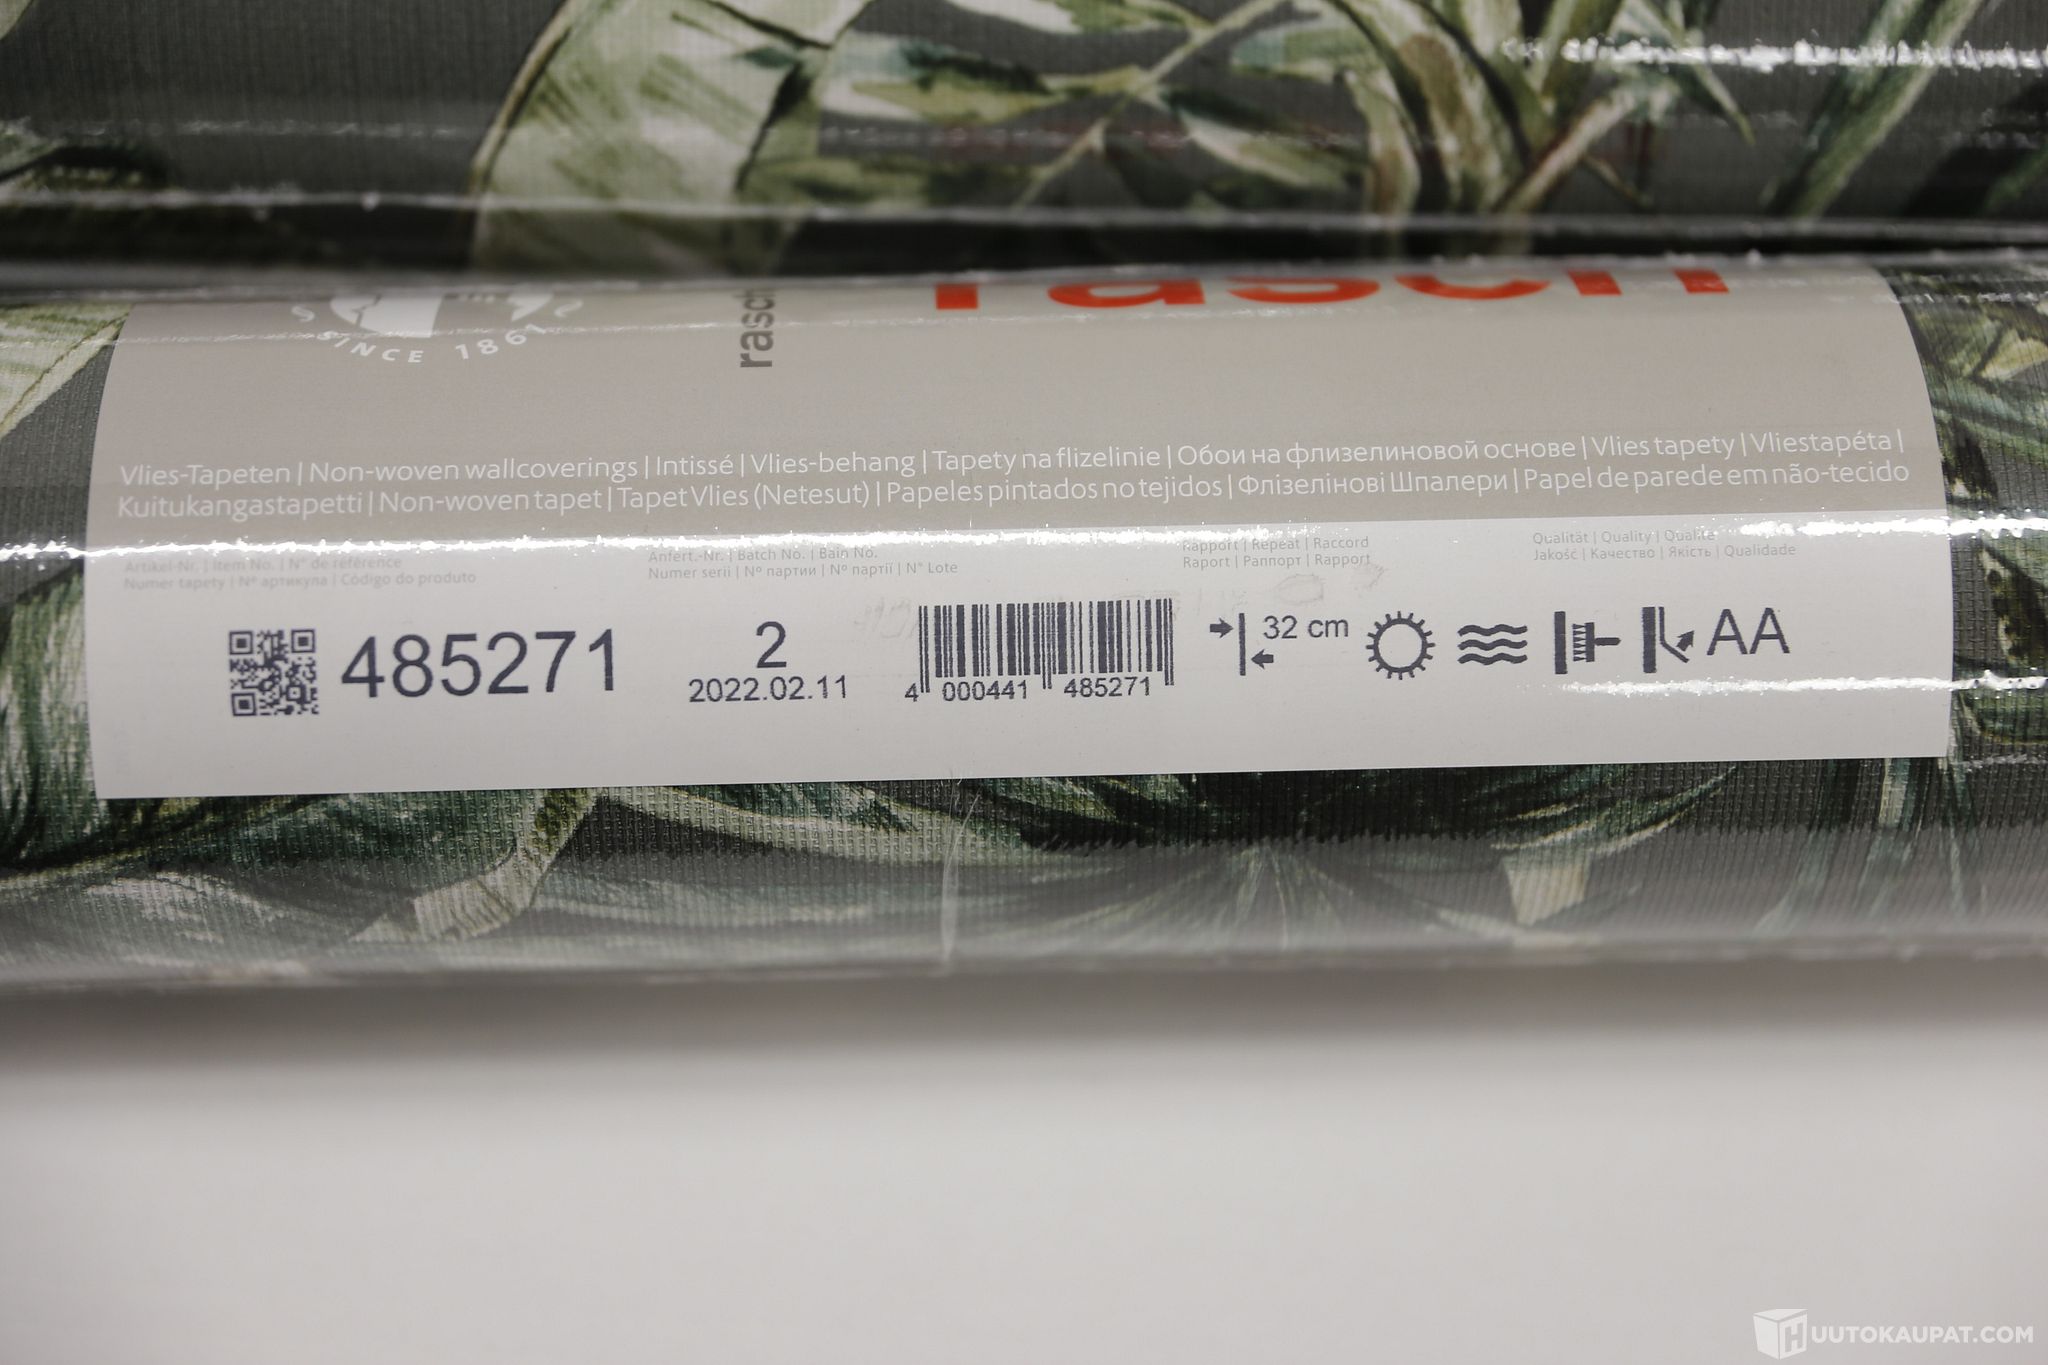 SINCE 1861
rasch
rasch
Vlies-Tapeten | Non-woven wallcoverings | Intissé | Vlies-behang | Tapety na flizelinie | Обои на флизелиновой основе | Vlies tapety | Vliestapéta |
Kuitukangastapetti | Non-woven tapet | Tapet Vlies (Netesut) | Papeles pintados no tejidos | Флізелінові Шпалери | Papel de parede em não-tecido
Artikel-Nr. | Item No. | N° de référence
Numer tapety | Nº артикула | Código do produto
Anfert.-Nr. | Batch No. | Bain No.
Numer serii | Nº партии | Nº партії | N° Lote
Rapport | Repeat | Raccord
Raport | Раппорт | Rapport
Qualität | Quality | Qualité
Jakość | Качество | Якість | Qualidade
485271
2
2022.02.11
4 000441 485271
32 cm
AA
HUUTOKAUPAT.COM